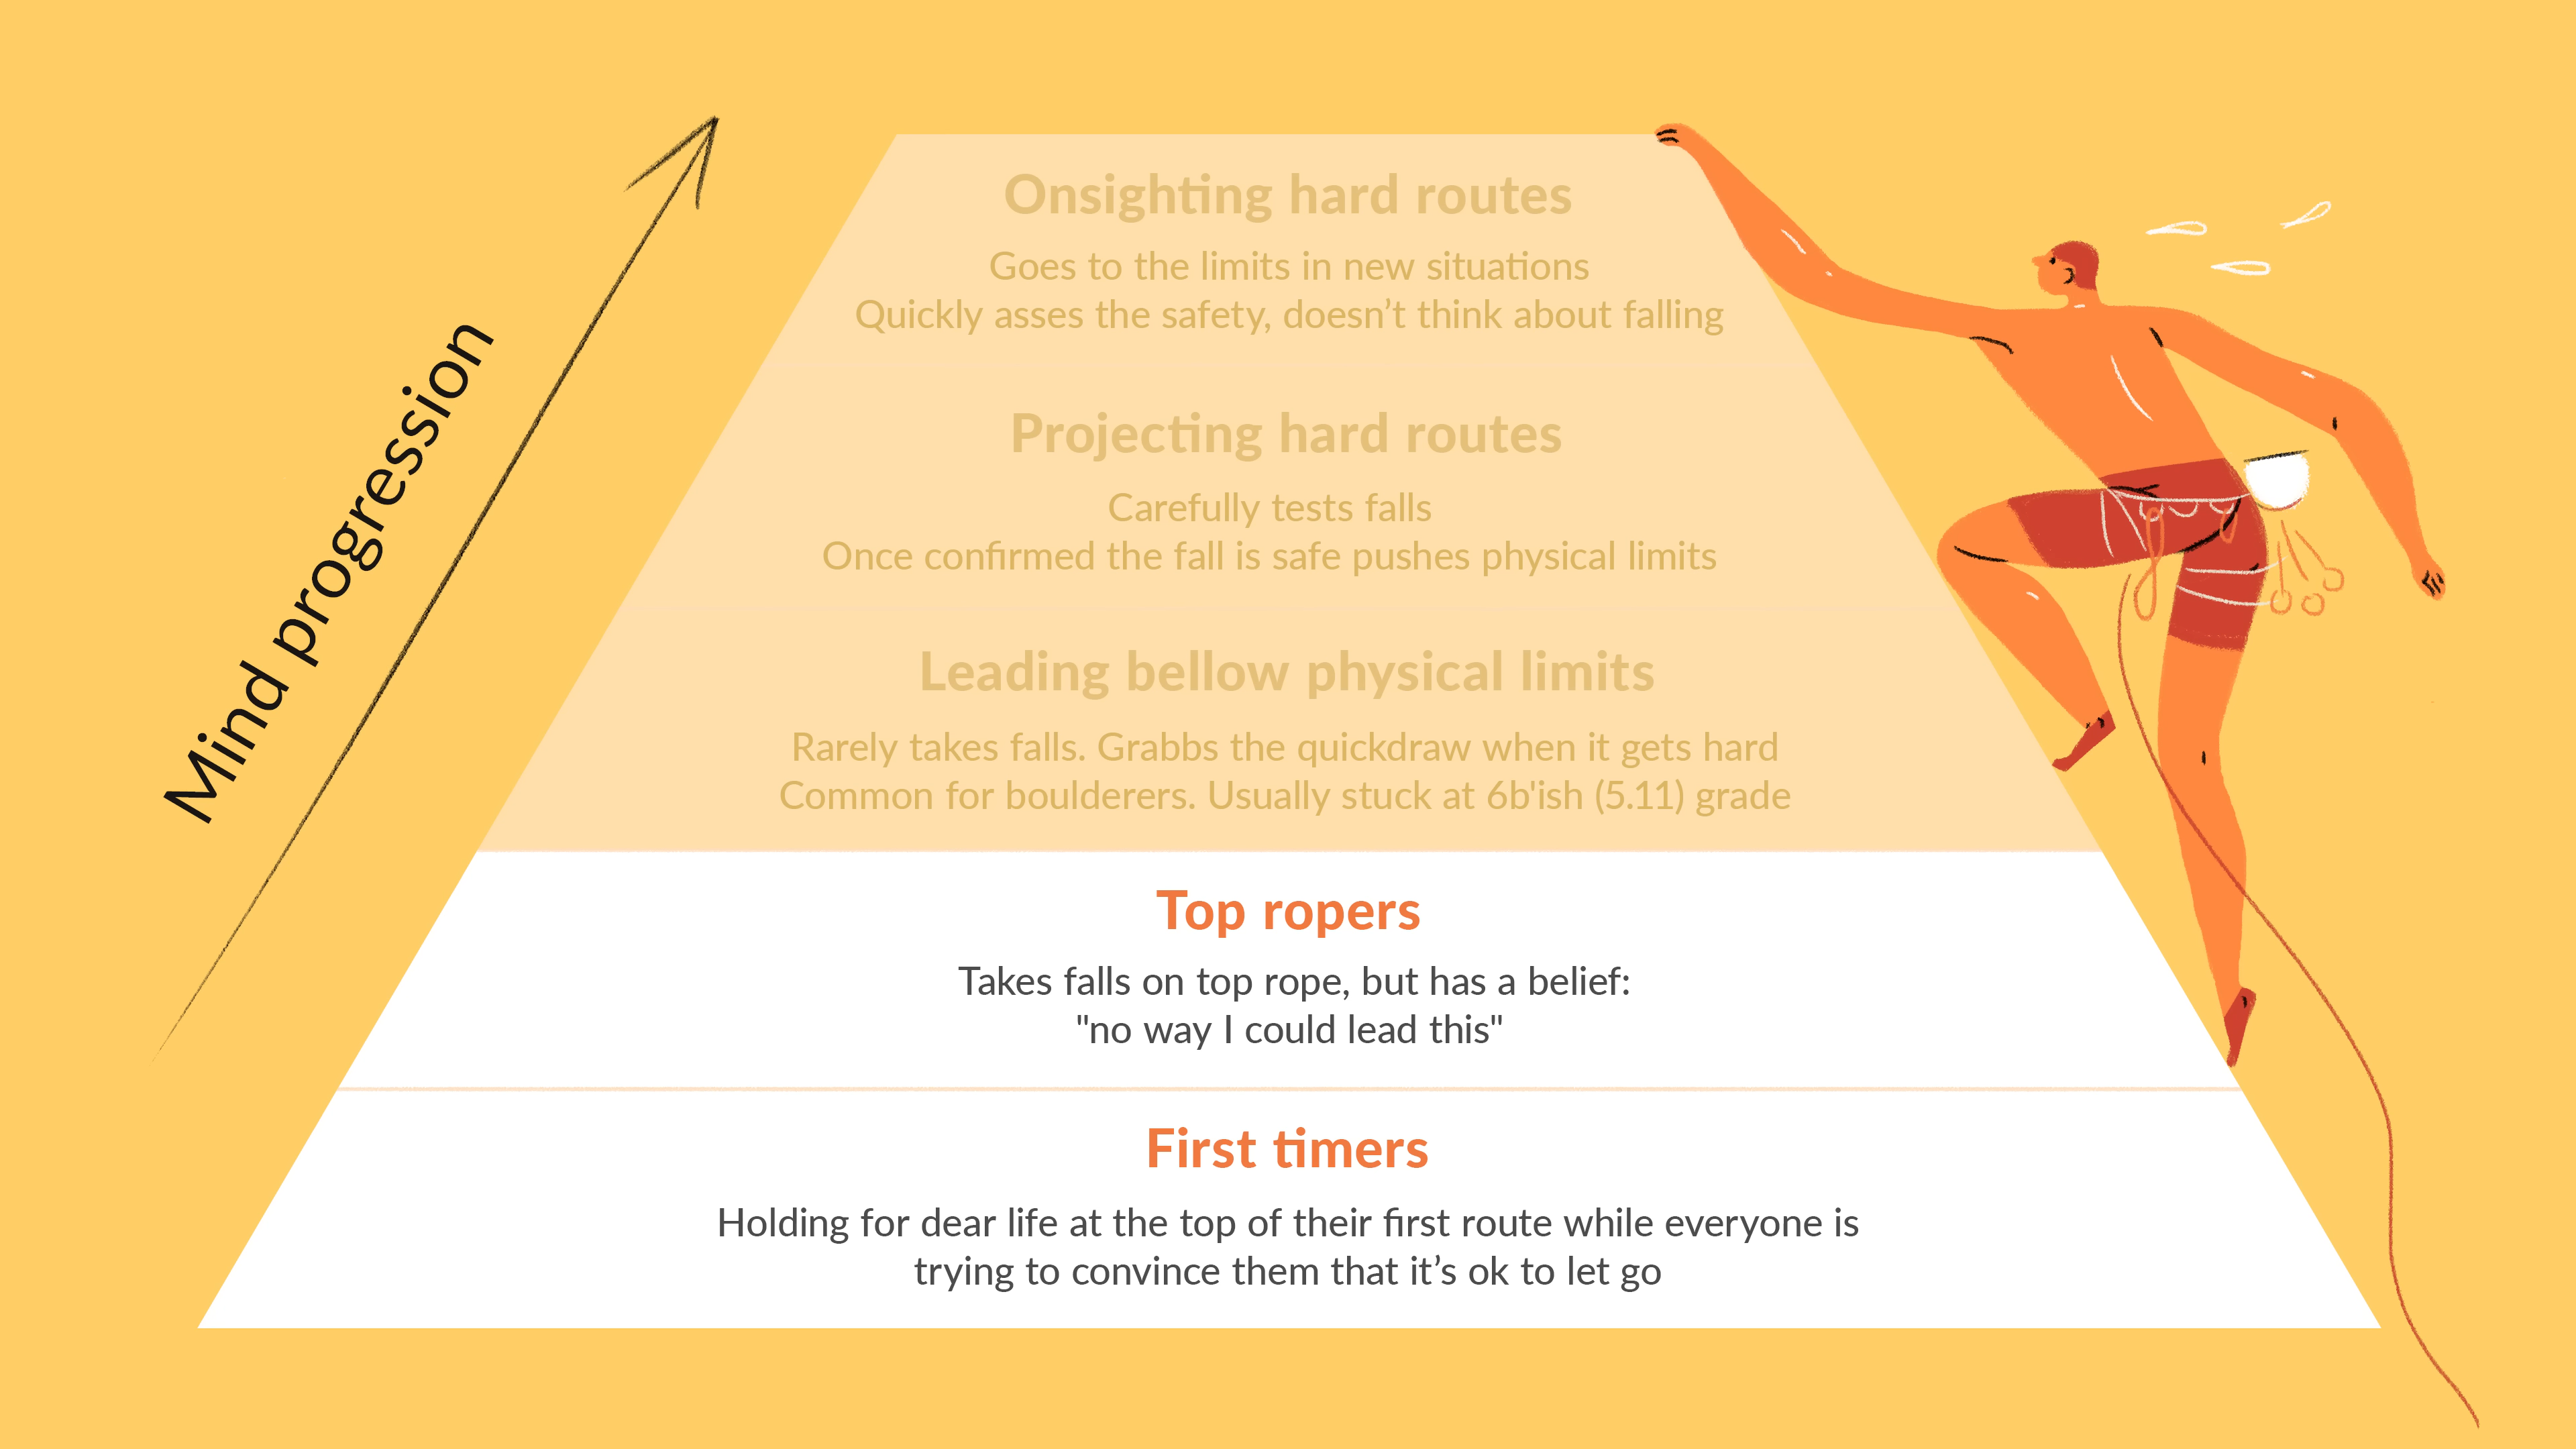 Mind progression
Onsighting hard routes
Goes to the limits in new situations
Quickly asses the safety, doesn’t think about falling
Projecting hard routes
Carefully tests falls
Once confirmed the fall is safe pushes physical limits
Leading bellow physical limits
Rarely takes falls. Grabbs the quickdraw when it gets hard
Common for boulderers. Usually stuck at 6b'ish (5.11) grade
Top ropers
Takes falls on top rope, but has a belief:
"no way I could lead this"
First timers
Holding for dear life at the top of their first route while everyone is
trying to convince them that it’s ok to let go